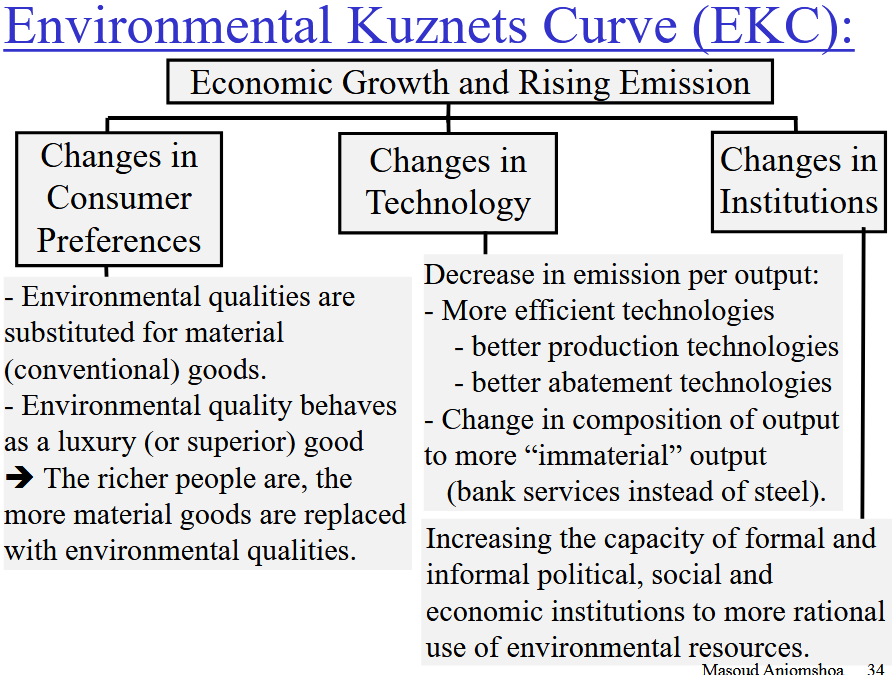 Environmental Kuznets Curve (EKC):
Economic Growth and Rising Emission
Changes in
Consumer
Preferences
Changes in
Technology
Changes in
Institutions
- Environmental qualities are
substituted for material
(conventional) goods.
- Environmental quality behaves
as a luxury (or superior) good
➔ The richer people are, the
more material goods are replaced
with environmental qualities.
Decrease in emission per output:
- More efficient technologies
- better production technologies
- better abatement technologies
- Change in composition of output
to more “immaterial” output
(bank services instead of steel).
Increasing the capacity of formal and
informal political, social and
economic institutions to more rational
use of environmental resources.
Masoud Anjomshoa 34